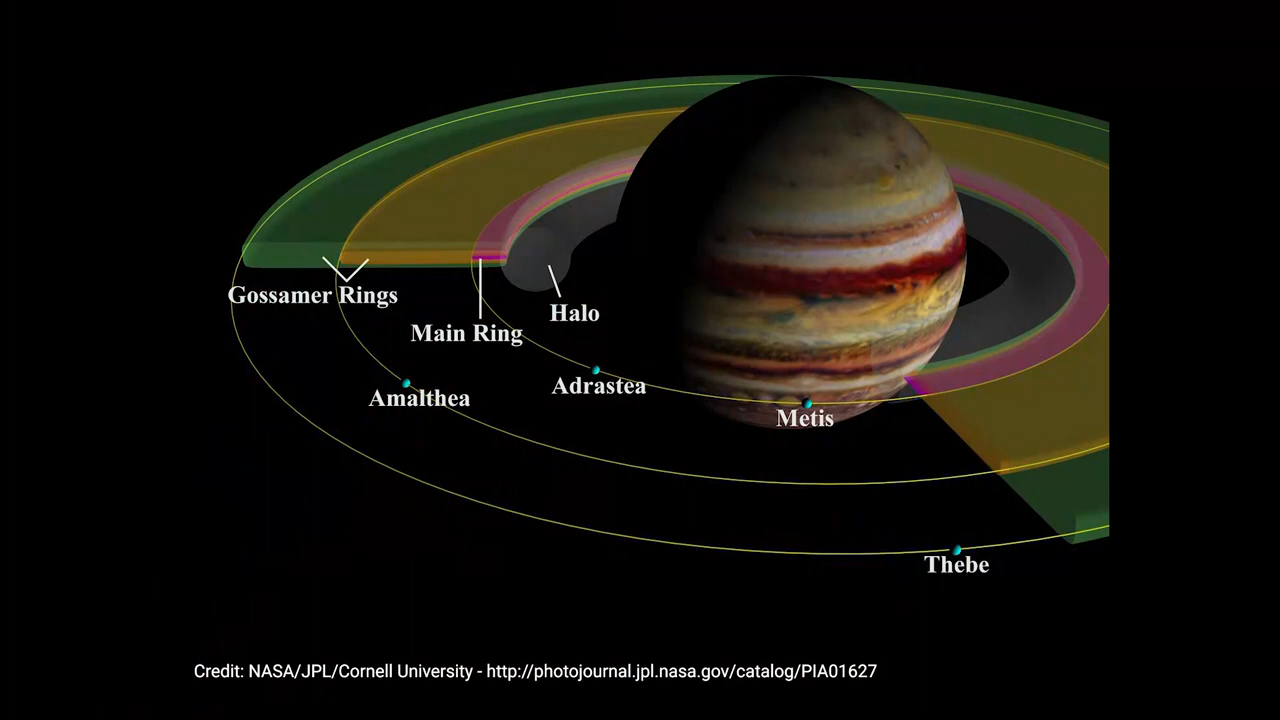 Gossamer Rings
Main Ring
Halo
Amalthea
Adrastea
Metis
Thebe
Credit: NASA/JPL/Cornell University - http://photojournal.jpl.nasa.gov/catalog/PIA01627